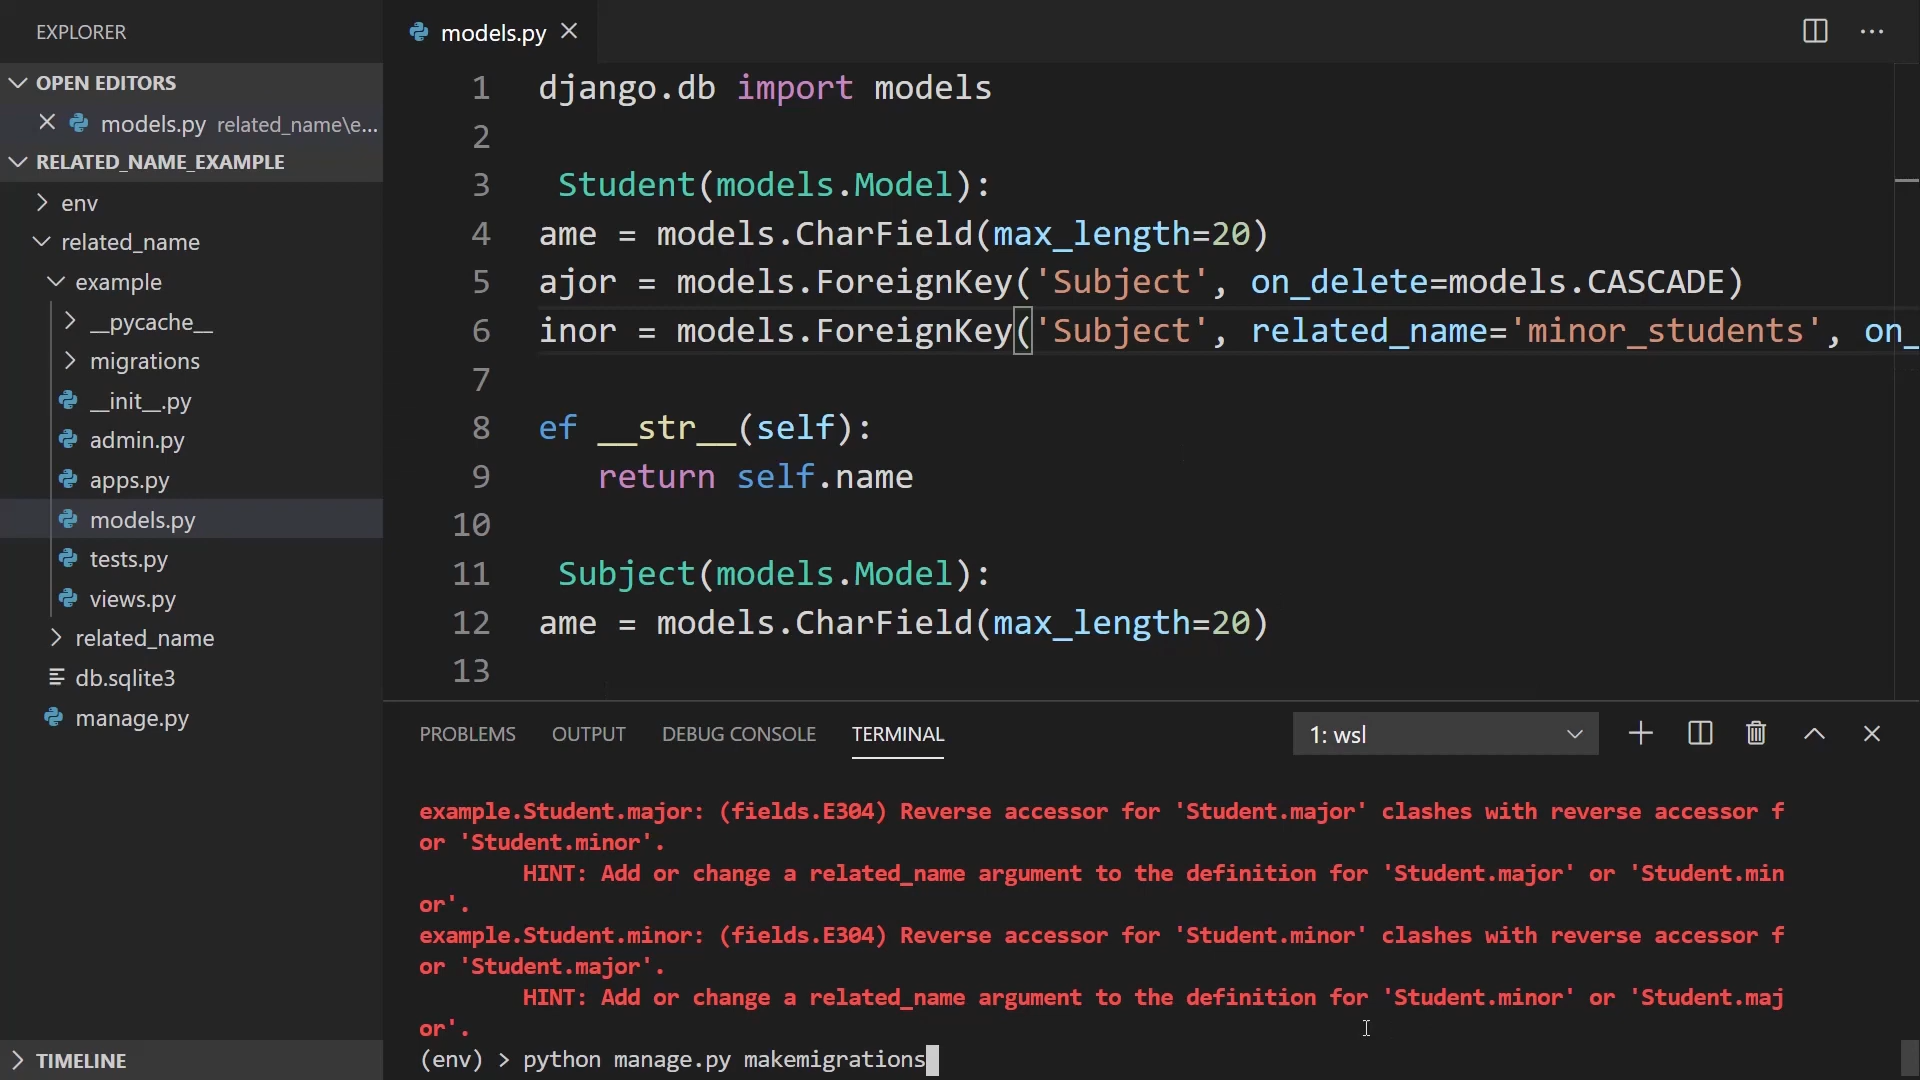 EXPLORER
OPEN EDITORS
models.py related_name\e...
RELATED_NAME_EXAMPLE
env
related_name
example
__pycache__
migrations
__init__.py
admin.py
apps.py
models.py
tests.py
views.py
related_name
db.sqlite3
manage.py
TIMELINE
models.py
1 django.db import models
2
3 Student(models.Model):
4 ame = models.CharField(max_length=20)
5 ajor = models.ForeignKey('Subject', on_delete=models.CASCADE)
6 inor = models.ForeignKey('Subject', related_name='minor_students', on_
7
8 ef __str__(self):
9 return self.name
10
11 Subject(models.Model):
12 ame = models.CharField(max_length=20)
13
PROBLEMS OUTPUT DEBUG CONSOLE TERMINAL 1: wsl
example.Student.major: (fields.E304) Reverse accessor for 'Student.major' clashes with reverse accessor f
or 'Student.minor'.
HINT: Add or change a related_name argument to the definition for 'Student.major' or 'Student.min
or'.
example.Student.minor: (fields.E304) Reverse accessor for 'Student.minor' clashes with reverse accessor f
or 'Student.major'.
HINT: Add or change a related_name argument to the definition for 'Student.minor' or 'Student.maj
or'.
(env) > python manage.py makemigrations